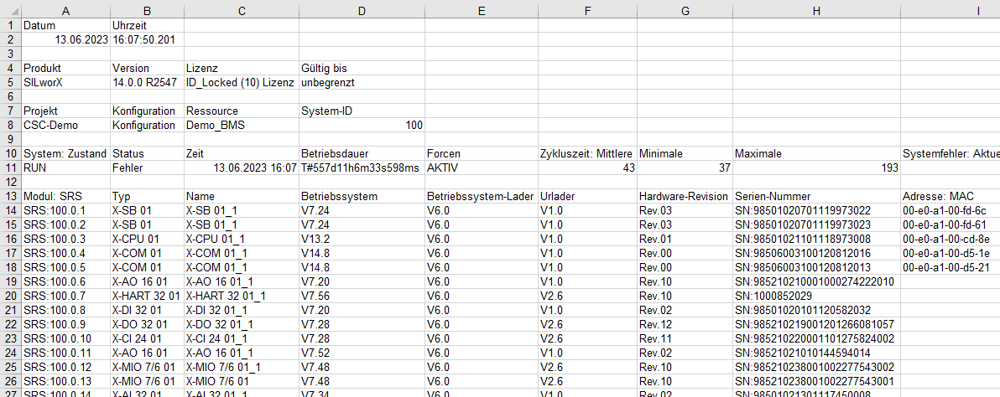 A B C D E F G H I
1 Datum Uhrzeit
2 13.06.2023 16:07:50.201
3
4 Produkt Version Lizenz Gültig bis
5 SILworX 14.0.0 R2547 ID_Locked (10) Lizenz unbegrenzt
6
7 Projekt Konfiguration Ressource System-ID
8 CSC-Demo Konfiguration Demo_BMS 100
9
10 System: Zustand Status Zeit Betriebsdauer Forcen Zykluszeit: Mittlere Minimale Maximale Systemfehler: Aktue
11 RUN Fehler 13.06.2023 16:07 T#557d11h6m33s598ms AKTIV 43 37 193
12
13 Modul: SRS Typ Name Betriebssystem Betriebssystem-Lader Urlader Hardware-Revision Serien-Nummer Adresse: MAC
14 SRS:100.0.1 X-SB 01 X-SB 01_1 V7.24 V6.0 V1.0 Rev.03 SN:98501020701119973022 00-e0-a1-00-fd-6c
15 SRS:100.0.2 X-SB 01 X-SB 01_1 V7.24 V6.0 V1.0 Rev.03 SN:98501020701119973023 00-e0-a1-00-fd-61
16 SRS:100.0.3 X-CPU 01 X-CPU 01_1 V13.2 V6.0 V1.0 Rev.01 SN:98501021101118973008 00-e0-a1-00-cd-8e
17 SRS:100.0.4 X-COM 01 X-COM 01_1 V14.8 V6.0 V1.0 Rev.00 SN:98506003100120812016 00-e0-a1-00-d5-1e
18 SRS:100.0.5 X-COM 01 X-COM 01_1 V14.8 V6.0 V1.0 Rev.00 SN:98506003100120812013 00-e0-a1-00-d5-21
19 SRS:100.0.6 X-AO 16 01 X-AO 16 01_1 V7.20 V6.0 V1.0 Rev.10 SN:985210210001000274222010
20 SRS:100.0.7 X-HART 32 01 X-HART 32 01_1 V7.56 V6.0 V2.6 Rev.10 SN:1000852029
21 SRS:100.0.8 X-DI 32 01 X-DI 32 01_1 V7.20 V6.0 V1.0 Rev.02 SN:98501020101120582032
22 SRS:100.0.9 X-DO 32 01 X-DO 32 01_1 V7.28 V6.0 V2.6 Rev.12 SN:985210219001201266081057
23 SRS:100.0.10 X-CI 24 01 X-CI 24 01_1 V7.28 V6.0 V2.6 Rev.11 SN:985210220001101275824002
24 SRS:100.0.11 X-AO 16 01 X-AO 16 01_1 V7.52 V6.0 V1.0 Rev.02 SN:98521021010144594014
25 SRS:100.0.12 X-MIO 7/6 01 X-MIO 7/6 01_1 V7.48 V6.0 V2.6 Rev.10 SN:985210238001002277543002
26 SRS:100.0.13 X-MIO 7/6 01 X-MIO 7/6 01_1 V7.48 V6.0 V2.6 Rev.10 SN:985210238001002277543001
27 SRS:100.0.14 X-AI 32 01 X-AI 32 01_1 V7.34 V6.0 V1.0 Rev.02 SN:98501021301117450008